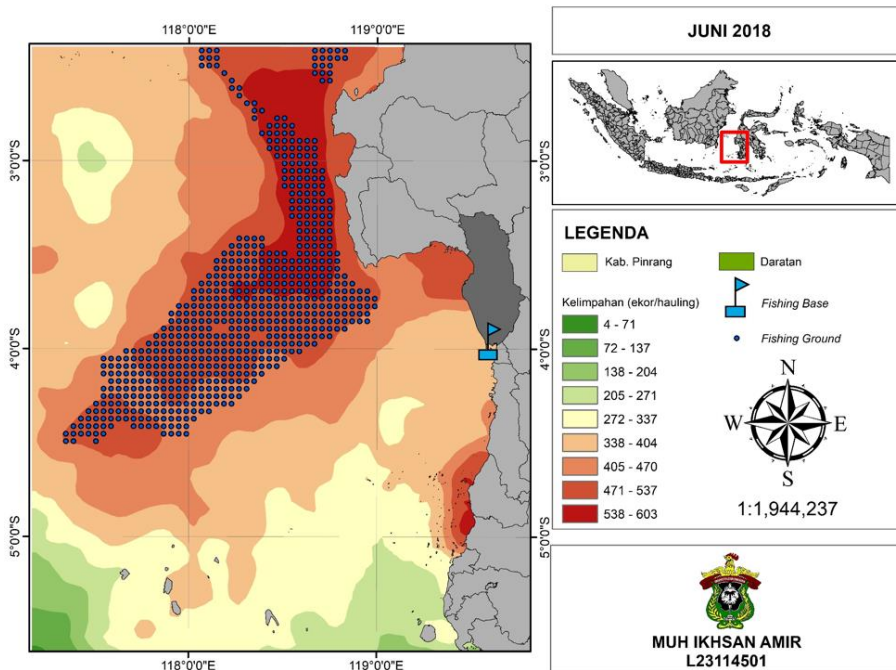 118°0'0"E
119°0'0"E
3°0'0"S
3°0'0"S
4°0'0"S
4°0'0"S
5°0'0"S
5°0'0"S
118°0'0"E
119°0'0"E
JUNI 2018
LEGENDA
Kab. Pinrang
Daratan
Kelimpahan (ekor/hauling)
4 - 71
72 - 137
138 - 204
205 - 271
272 - 337
338 - 404
405 - 470
471 - 537
538 - 603
Fishing Base
Fishing Ground
N
W
E
S
1:1,944,237
MUH IKHSAN AMIR
L23114501